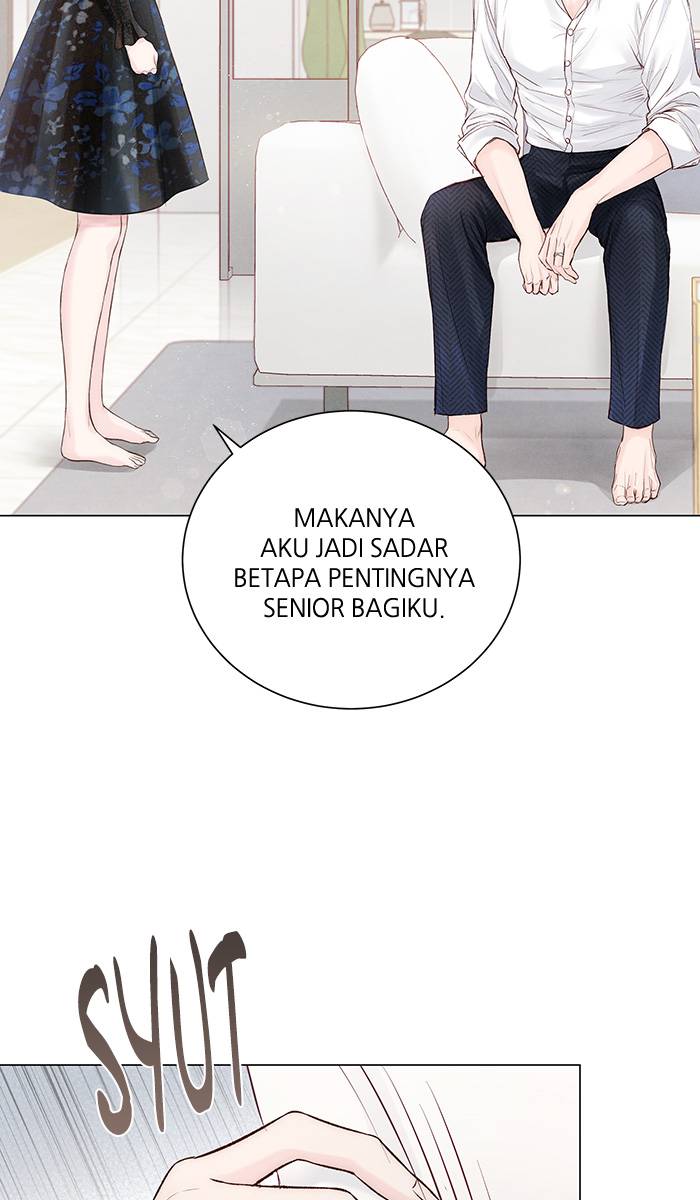 MAKANYA
AKU JADI SADAR
BETAPA PENTINGNYA
SENIOR BAGIKU.
SYUT